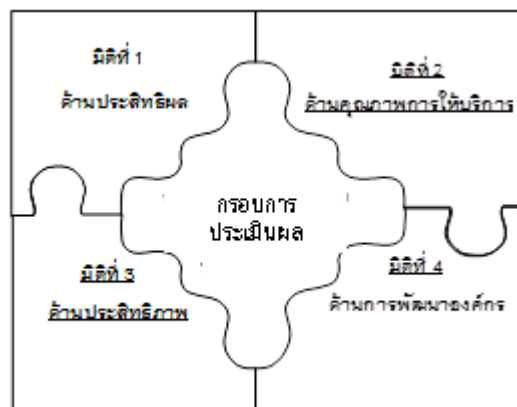 มิติที่ 1
ด้านประสิทธิผล
มิติที่ 2
ด้านคุณภาพการให้บริการ
กรอบการ
ประเมินผล
มิติที่ 3
ด้านประสิทธิภาพ
มิติที่ 4
ด้านการพัฒนาองค์กร